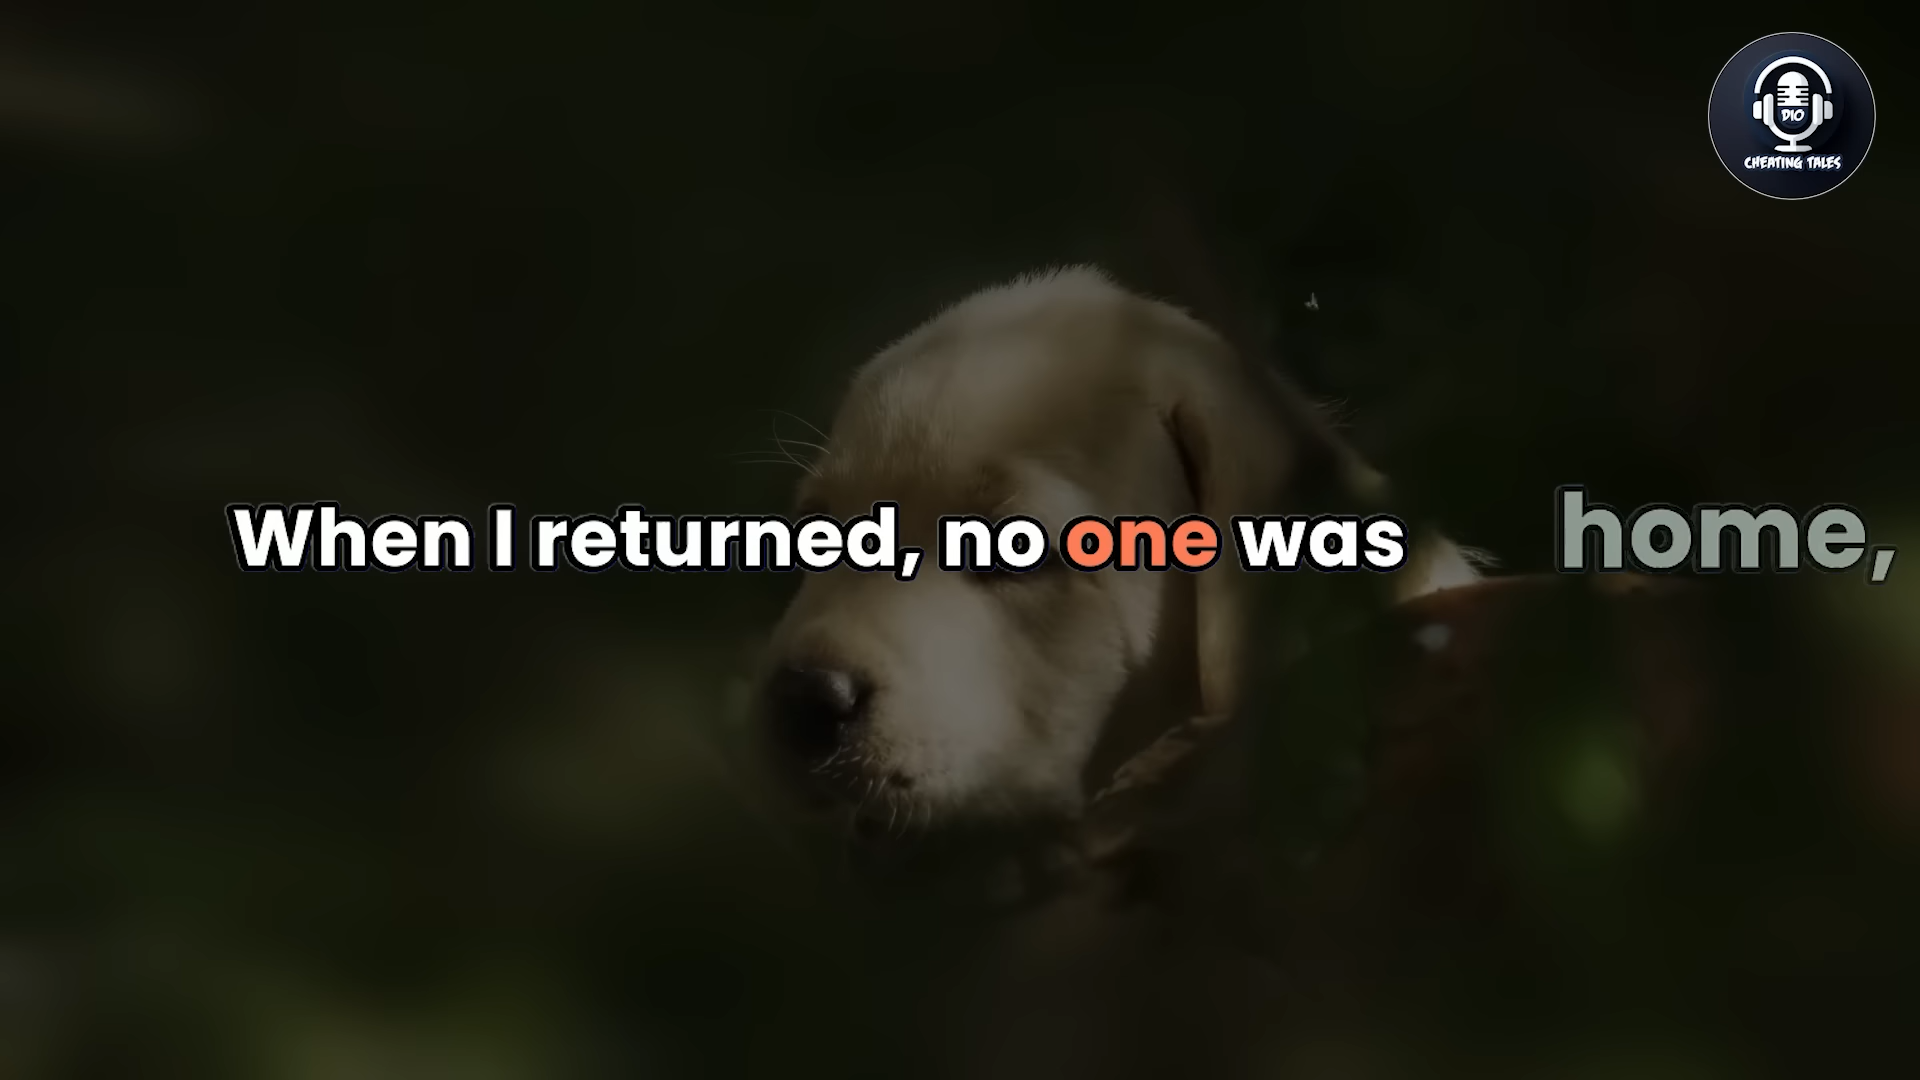 DIO
CHEATING TALES
When I returned, no one was home,